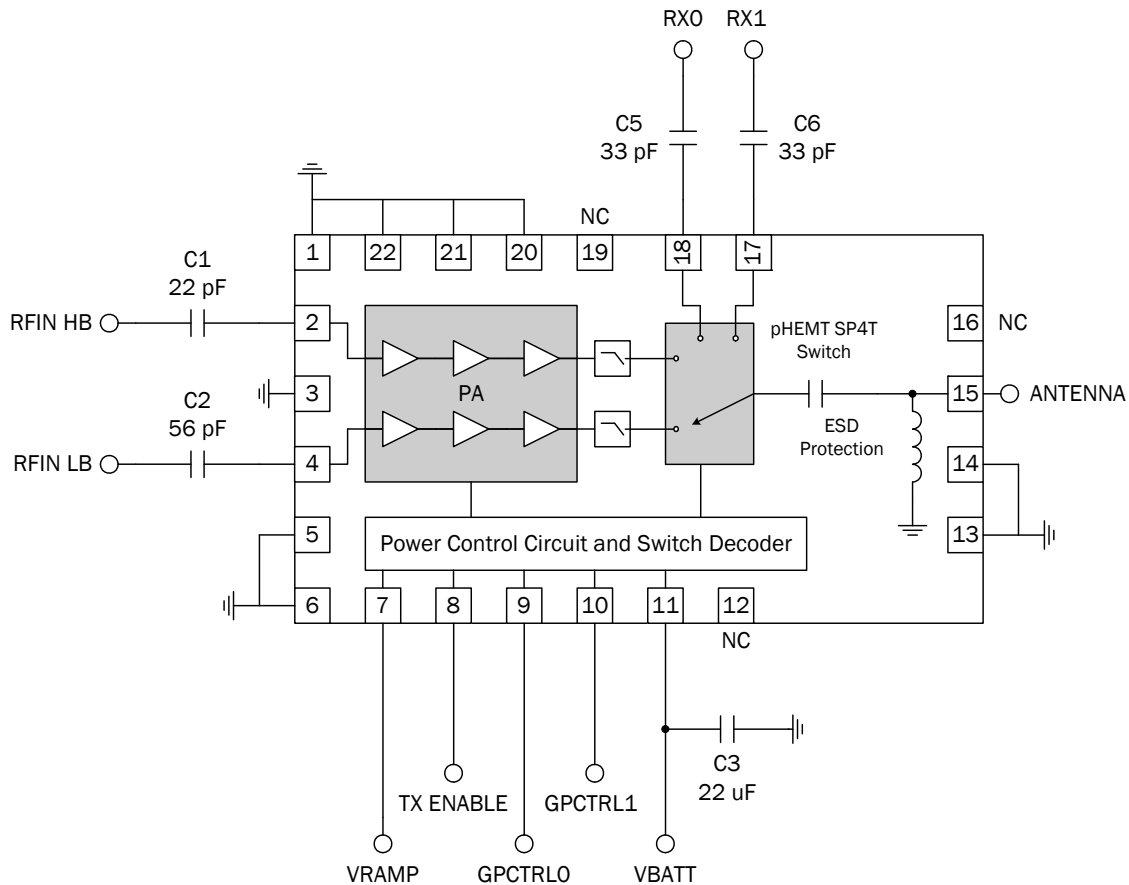 RX0
RX1
C5
33 pF
C6
33 pF
NC
1
22
21
20
19
18
17
C1
22 pF
RFIN HB
2
16
NC
pHEMT SP4T
Switch
3
PA
15
ANTENNA
C2
56 pF
ESD
Protection
RFIN LB
4
14
5
Power Control Circuit and Switch Decoder
13
6
7
8
9
10
11
12
NC
C3
22 uF
TX ENABLE
GPCTRL1
VRAMP
GPCTRL0
VBATT